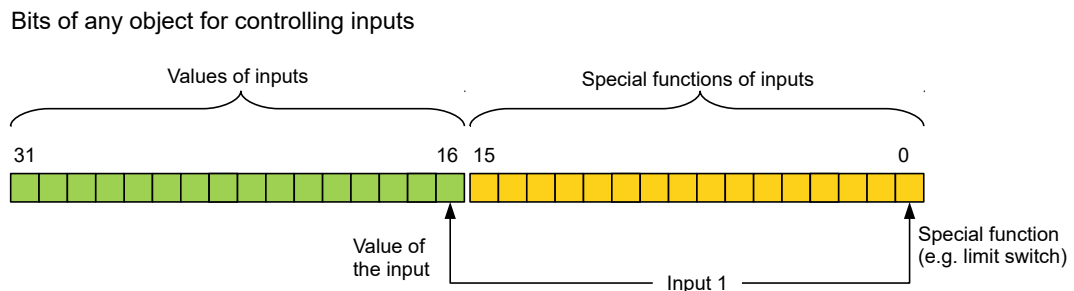 Bits of any object for controlling inputs
Values of inputs
Special functions of inputs
31
16
15
0
Value of
the input
Special function
(e.g. limit switch)
Input 1